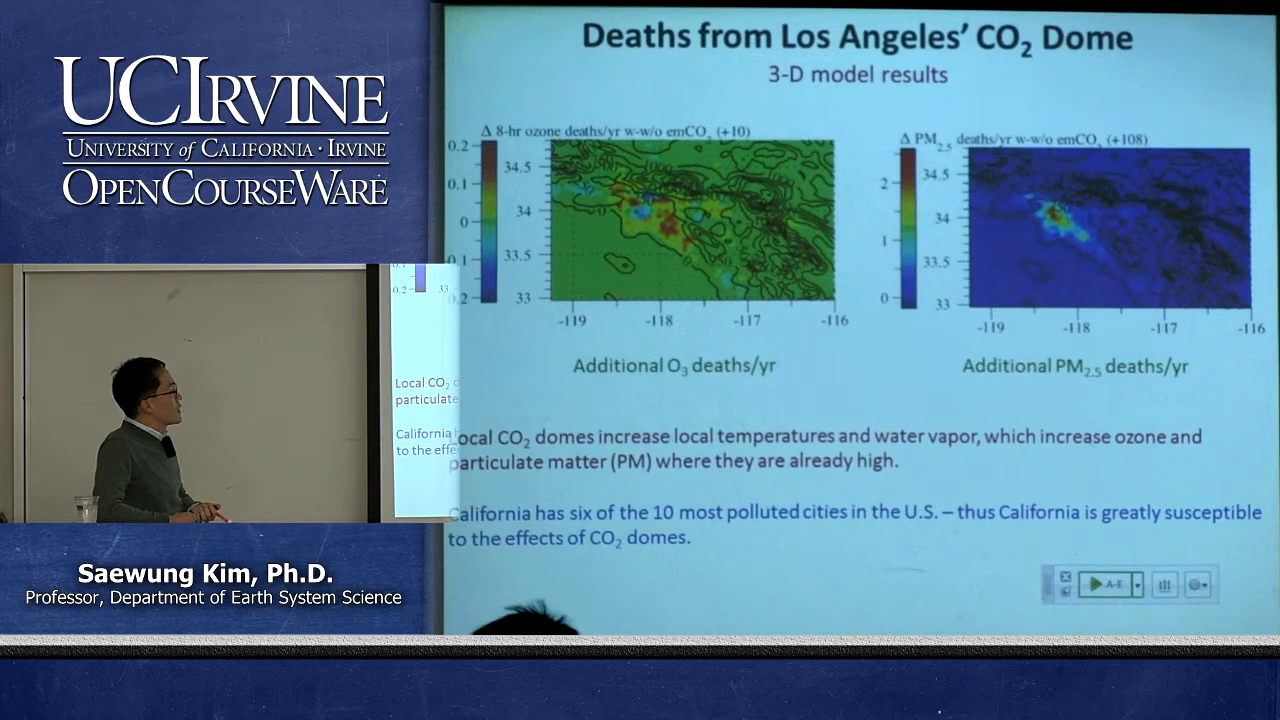 UCIRVINE
UNIVERSITY of CALIFORNIA · IRVINE
OPENCOURSEWARE
Deaths from Los Angeles' CO2 Dome
3-D model results
Δ 8-hr ozone deaths/yr w-w/o emCO2 (+10)
0.2
0.1
0
0.1
0.2
34.5
34
33.5
33
-119
-118
-117
-116
Additional O3 deaths/yr
Δ PM2.5 deaths/yr w-w/o emCO2 (+108)
2
1
0
34.5
34
33.5
33
-119
-118
-117
-116
Additional PM2.5 deaths/yr
Local CO2 domes increase local temperatures and water vapor, which increase ozone and
particulate matter (PM) where they are already high.
California has six of the 10 most polluted cities in the U.S. – thus California is greatly susceptible
to the effects of CO2 domes.
A-E
0.2
33
Local CO2
particulate
California
to the effe
Saewung Kim, Ph.D.
Professor, Department of Earth System Science